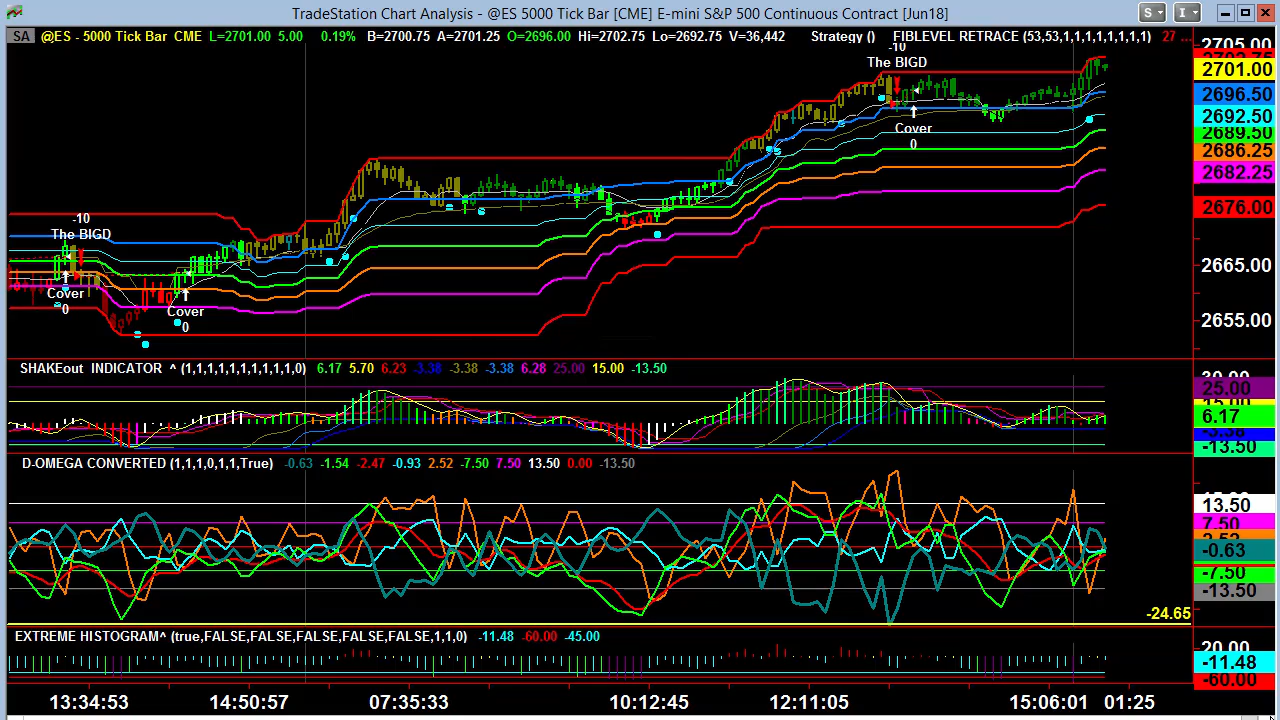 TradeStation Chart Analysis - @ES 5000 Tick Bar [CME] E-mini S&P 500 Continuous Contract [Jun18]
S I
SA @ES - 5000 Tick Bar CME L=2701.00 5.00 0.19% B=2700.75 A=2701.25 O=2696.00 Hi=2702.75 Lo=2692.75 V=36,442 Strategy () FIBLEVEL RETRACE (53,53,1,1,1,1,1,1,1,1) 27 ...
2705.00
-10
The BIGD
2701.00
2696.50
2692.50
Cover
0
2689.50
2686.25
2682.25
2676.00
-10
The BIGD
2665.00
Cover
0
Cover
0
2655.00
SHAKEout INDICATOR ^ (1,1,1,1,1,1,1,1,1,1,0) 6.17 5.70 6.23 -3.38 -3.38 -3.38 6.28 25.00 15.00 -13.50
25.00
6.17
-13.50
D-OMEGA CONVERTED (1,1,1,0,1,1,True) -0.63 -1.54 -2.47 -0.93 2.52 -7.50 7.50 13.50 0.00 -13.50
13.50
7.50
-0.63
-7.50
-13.50
-24.65
EXTREME HISTOGRAM^ (true,FALSE,FALSE,FALSE,FALSE,FALSE,1,1,0) -11.48 -60.00 -45.00
20.00
-11.48
-60.00
13:34:53 14:50:57 07:35:33 10:12:45 12:11:05 15:06:01 01:25